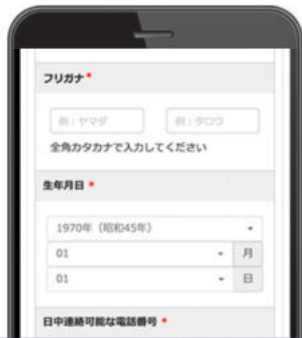 フリガナ*
例：ヤマダ 例：タロウ
全角カタカナで入力してください
生年月日 *
1970年（昭和45年）
01 月
01 日
日中連絡可能な電話番号 *